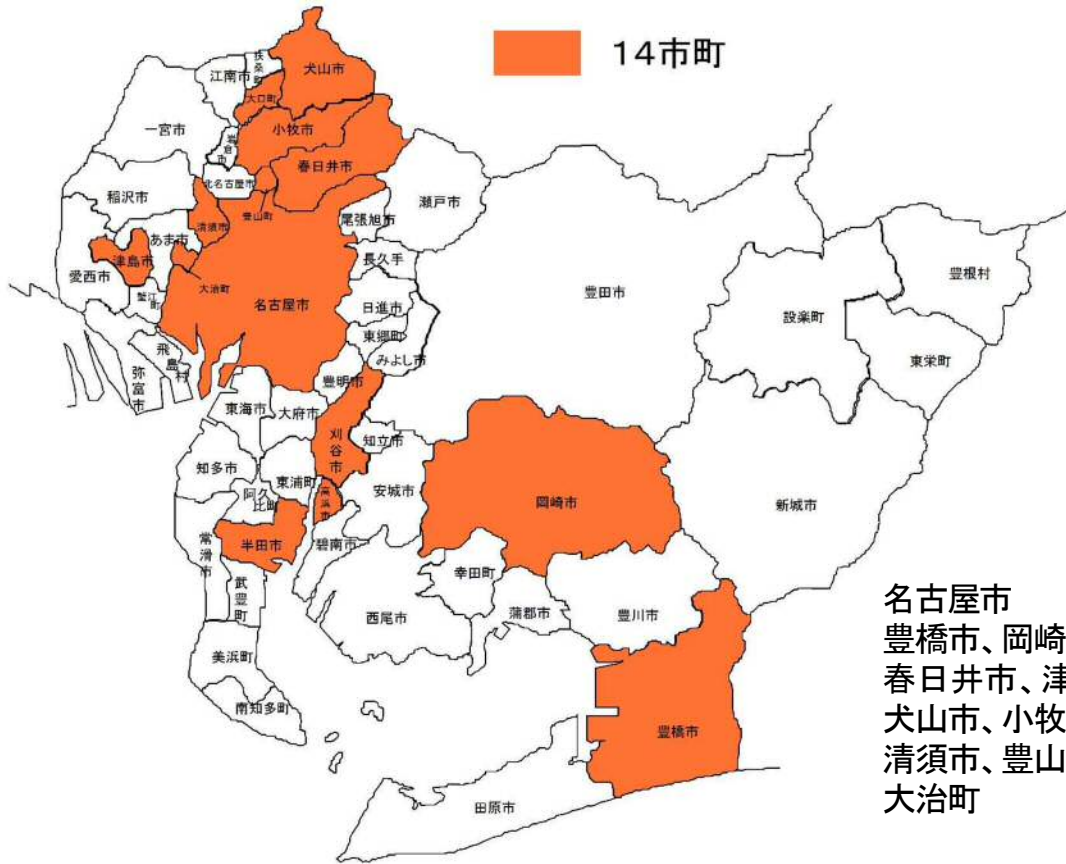 14市町
犬山市
扶桑町
江南市
大口町
一宮市
小牧市
岩倉市
春日井市
北名古屋市
稲沢市
瀬戸市
豊山町
尾張旭市
清須市
あま市
津島市
長久手
愛西市
大治町
豊田市
豊根村
蟹江町
名古屋市
日進市
設楽町
東郷町
飛島村
みよし市
東栄町
弥富市
豊明市
東海市
大府市
刈谷市
知立市
知多市
東浦町
安城市
阿久比町
高浜市
岡崎市
新城市
半田市
常滑市
碧南市
武豊町
幸田町
西尾市
蒲郡市
豊川市
美浜町
南知多町
豊橋市
田原市
名古屋市
豊橋市、岡崎
春日井市、津
犬山市、小牧
清須市、豊山
大治町